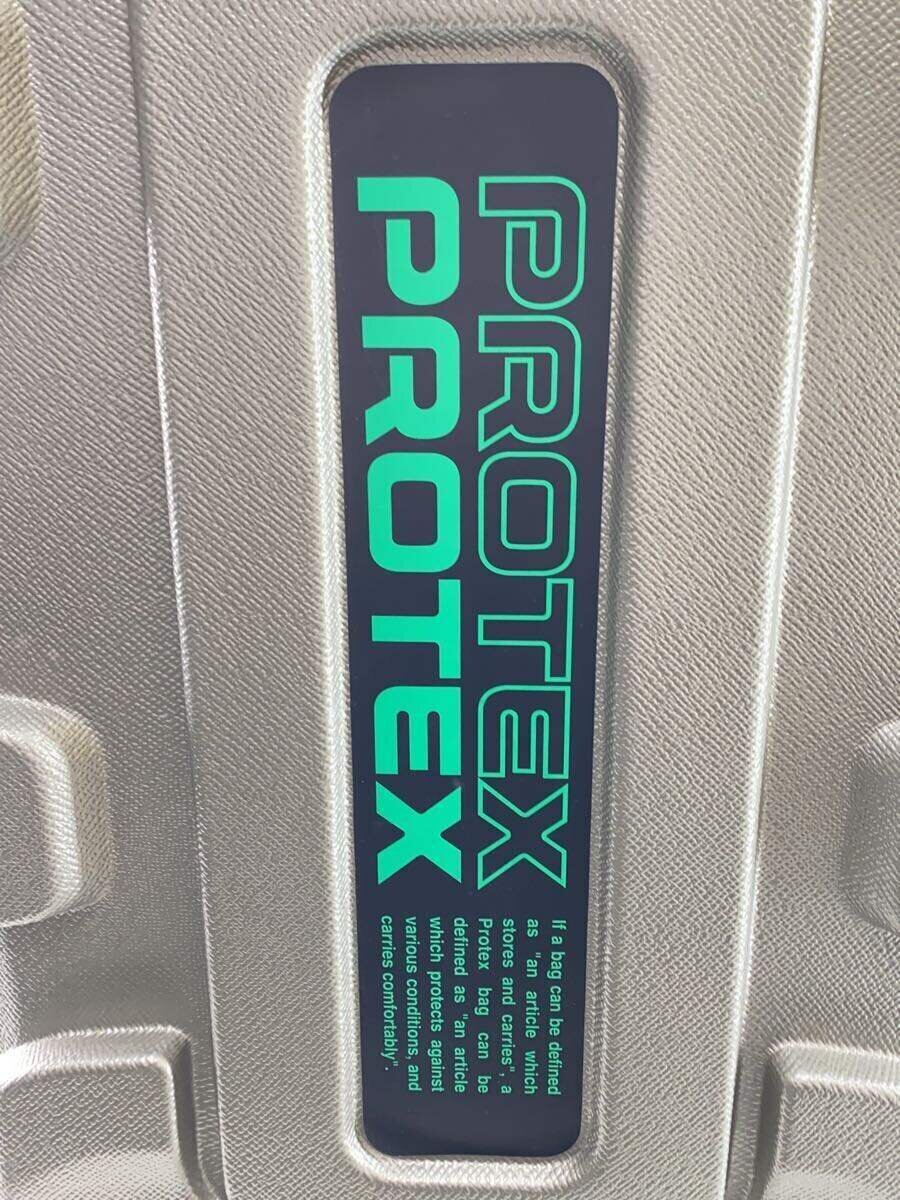 PROTEX
PROTEX
If a bag can be defined
as "an article which
stores and carries", a
Protex bag can be
defined as "an article
which protects against
various conditions, and
carries comfortably".